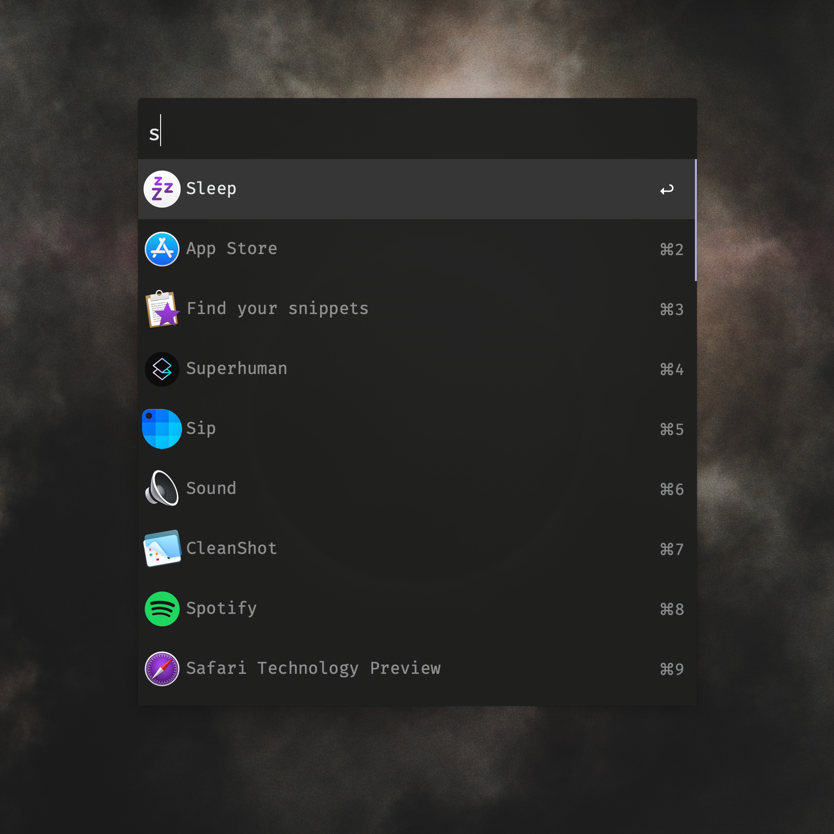 s
Sleep ↩
App Store ⌘2
Find your snippets ⌘3
Superhuman ⌘4
Sip ⌘5
Sound ⌘6
CleanShot ⌘7
Spotify ⌘8
Safari Technology Preview ⌘9